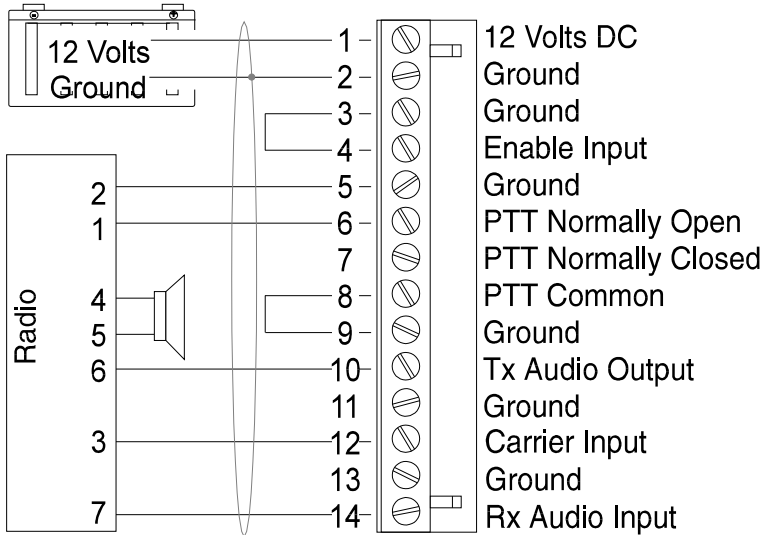 12 Volts
Ground
1 12 Volts DC
2 Ground
3 Ground
4 Enable Input
5 Ground
6 PTT Normally Open
7 PTT Normally Closed
8 PTT Common
9 Ground
10 Tx Audio Output
11 Ground
12 Carrier Input
13 Ground
14 Rx Audio Input
Radio
2
1
4
5
6
3
7